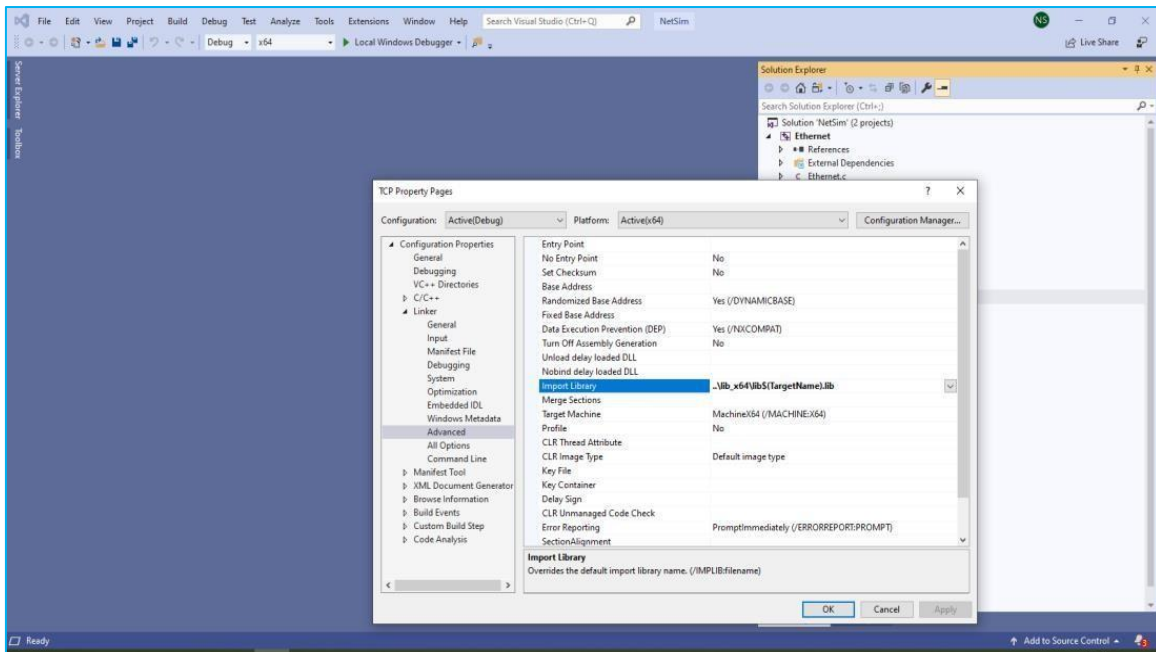 File Edit View Project Build Debug Test Analyze Tools Extensions Window Help Search Visual Studio (Ctrl+Q) NetSim NS
Debug x64 Local Windows Debugger Live Share
Server Explorer
Toolbox
Solution Explorer
Search Solution Explorer (Ctrl+;)
Solution 'NetSim' (2 projects)
Ethernet
References
External Dependencies
C Ethernet.c
TCP Property Pages ?
Configuration: Active(Debug) Platform: Active(x64) Configuration Manager...
Configuration Properties
General
Debugging
VC++ Directories
C/C++
Linker
General
Input
Manifest File
Debugging
System
Optimization
Embedded IDL
Windows Metadata
Advanced
All Options
Command Line
Manifest Tool
XML Document Generator
Browse Information
Build Events
Custom Build Step
Code Analysis
Entry Point
No Entry Point No
Set Checksum No
Base Address
Randomized Base Address Yes (/DYNAMICBASE)
Fixed Base Address
Data Execution Prevention (DEP) Yes (/NXCOMPAT)
Turn Off Assembly Generation No
Unload delay loaded DLL
Nobind delay loaded DLL
Import Library ..\lib_x64\lib$(TargetName).lib
Merge Sections
Target Machine MachineX64 (/MACHINE:X64)
Profile No
CLR Thread Attribute
CLR Image Type Default image type
Key File
Key Container
Delay Sign
CLR Unmanaged Code Check
Error Reporting PromptImmediately (/ERRORREPORT:PROMPT)
SectionAlignment
Import Library
Overrides the default import library name. (/IMPLIB:filename)
OK Cancel Apply
Ready Add to Source Control 3